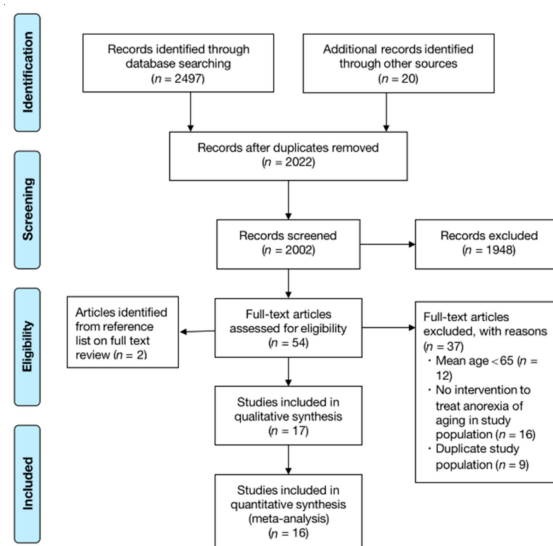 Identification
Records identified through
database searching
(n = 2497)
Additional records identified
through other sources
(n = 20)
Records after duplicates removed
(n = 2022)
Screening
Records screened
(n = 2002)
Records excluded
(n = 1948)
Eligibility
Articles identified
from reference
list on full text
review (n = 2)
Full-text articles
assessed for eligibility
(n = 54)
Full-text articles
excluded, with reasons
(n = 37)
· Mean age <65 (n =
12)
· No intervention to
treat anorexia of
aging in study
population (n = 16)
· Duplicate study
population (n = 9)
Studies included in
qualitative synthesis
(n = 17)
Included
Studies included in
quantitative synthesis
(meta-analysis)
(n = 16)